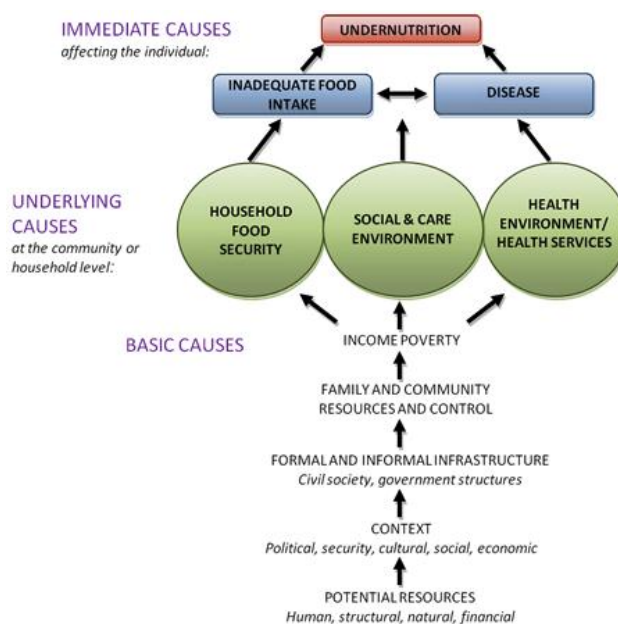 IMMEDIATE CAUSES
affecting the individual:
UNDERNUTRITION
INADEQUATE FOOD
INTAKE
DISEASE
UNDERLYING
CAUSES
at the community or
household level:
HOUSEHOLD
FOOD
SECURITY
SOCIAL & CARE
ENVIRONMENT
HEALTH
ENVIRONMENT/
HEALTH SERVICES
BASIC CAUSES
INCOME POVERTY
FAMILY AND COMMUNITY
RESOURCES AND CONTROL
FORMAL AND INFORMAL INFRASTRUCTURE
Civil society, government structures
CONTEXT
Political, security, cultural, social, economic
POTENTIAL RESOURCES
Human, structural, natural, financial